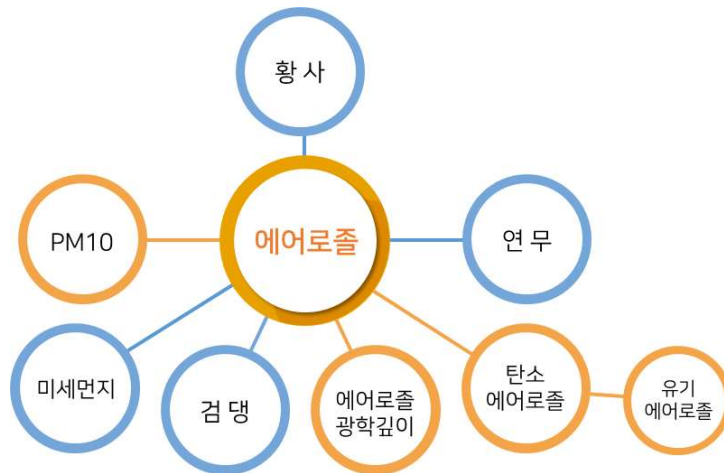 황 사
PM10
에어로졸
연 무
미세먼지
검 댕
에어로졸
광학깊이
탄소
에어로졸
유기
에어로졸